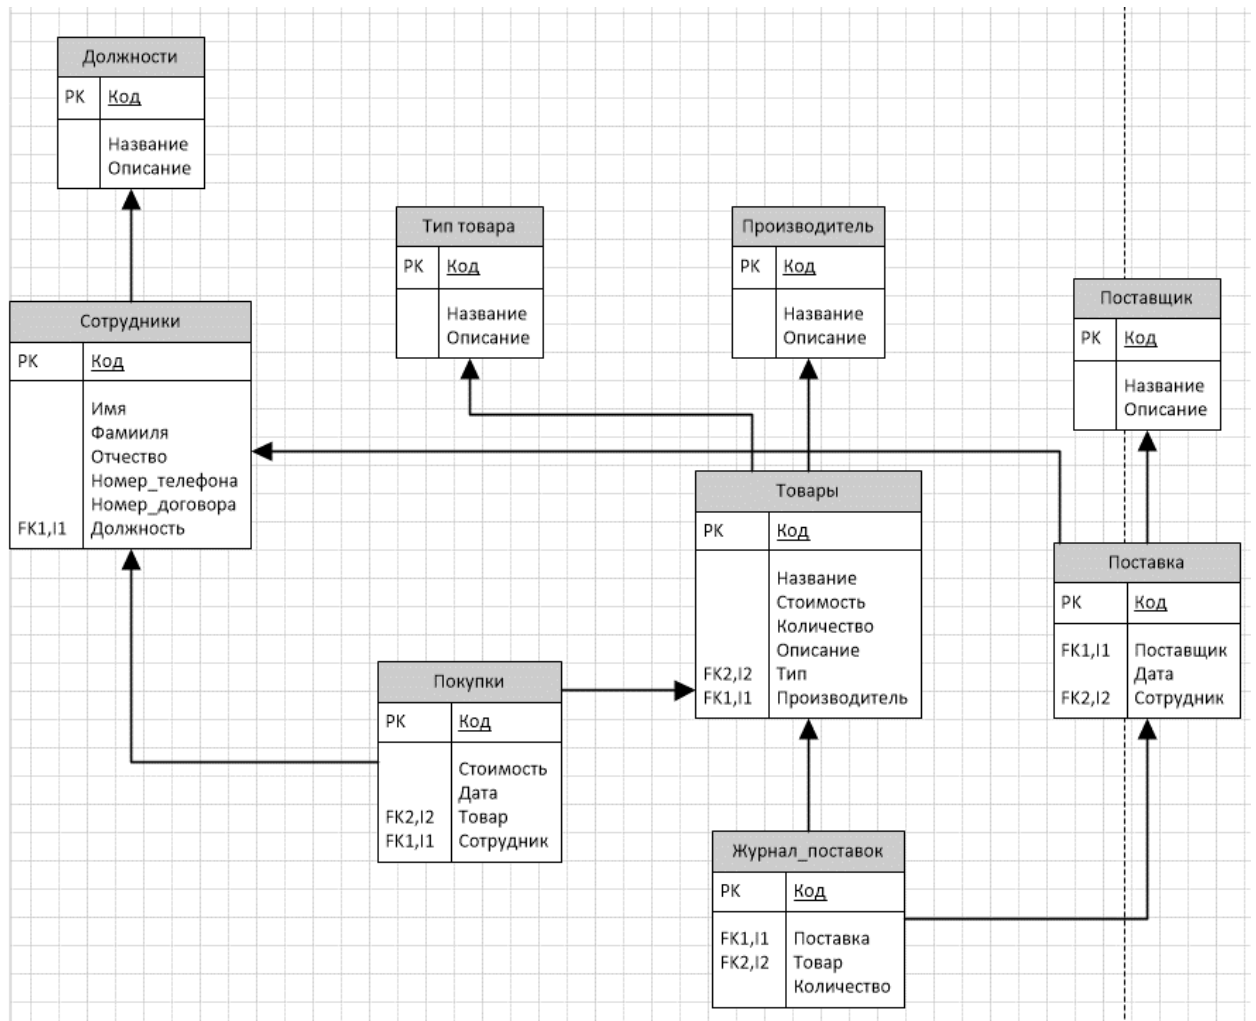 Должности
PK Код
Название
Описание
Тип товара
PK Код
Название
Описание
Производитель
PK Код
Название
Описание
Поставщик
PK Код
Название
Описание
Сотрудники
PK Код
Имя
Фамииля
Отчество
Номер_телефона
Номер_договора
FK1,I1 Должность
Товары
PK Код
Название
Стоимость
Количество
Описание
FK2,I2 Тип
FK1,I1 Производитель
Поставка
PK Код
FK1,I1 Поставщик
Дата
FK2,I2 Сотрудник
Покупки
PK Код
Стоимость
Дата
FK2,I2 Товар
FK1,I1 Сотрудник
Журнал_поставок
PK Код
FK1,I1 Поставка
FK2,I2 Товар
Количество